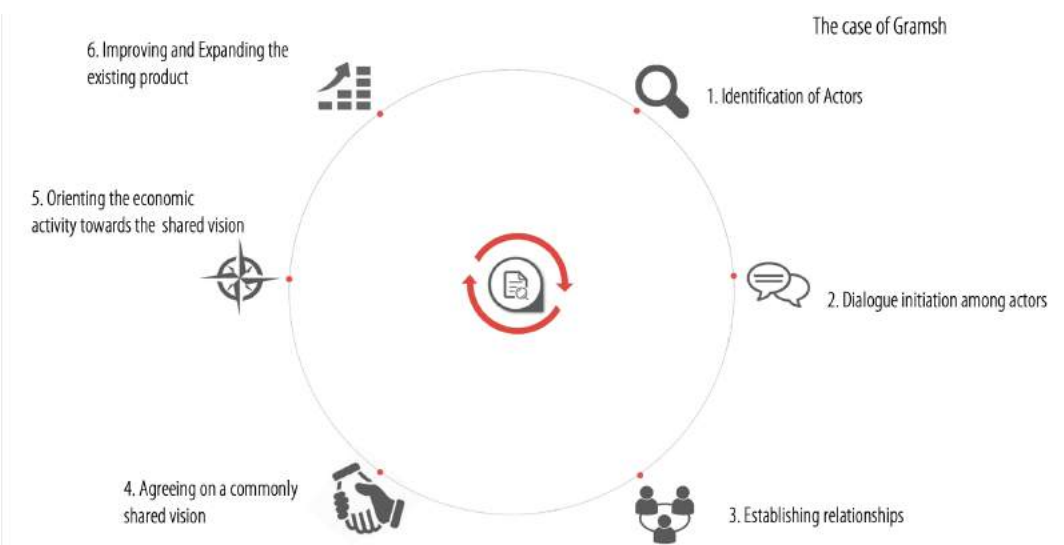 The case of Gramsh
1. Identification of Actors
2. Dialogue initiation among actors
3. Establishing relationships
4. Agreeing on a commonly
shared vision
5. Orienting the economic
activity towards the shared vision
6. Improving and Expanding the
existing product